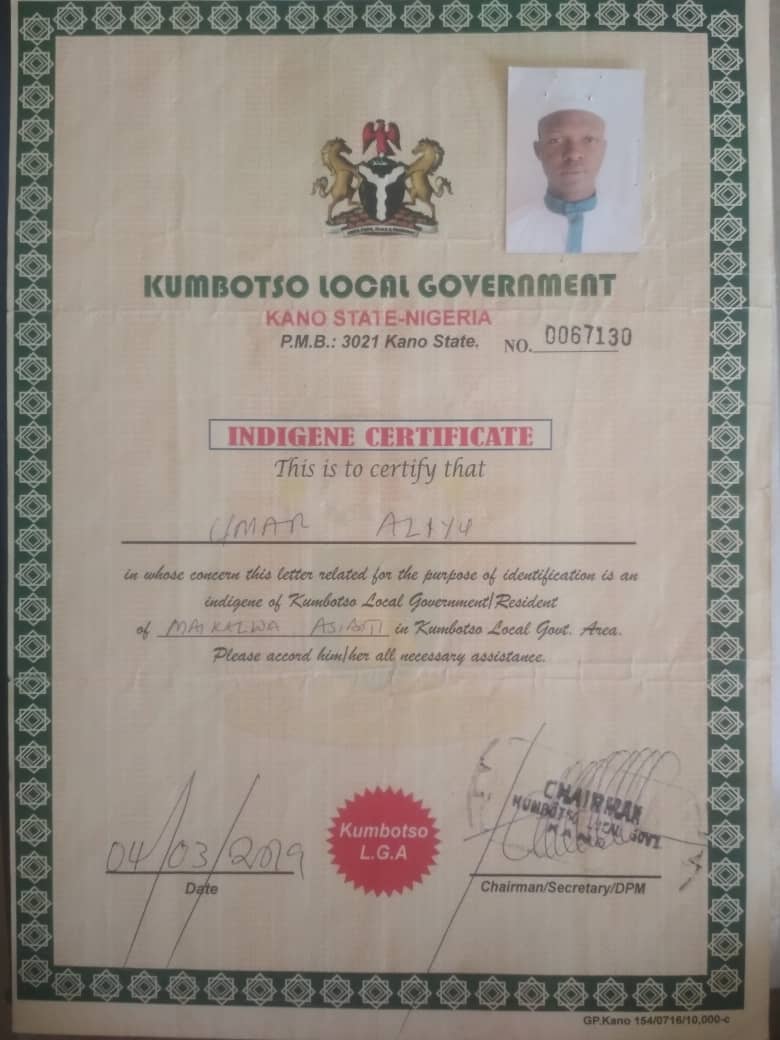 KUMBOTSO LOCAL GOVERNMENT
KANO STATE-NIGERIA
P.M.B.: 3021 Kano State.
NO. 0067130
INDIGENE CERTIFICATE
This is to certify that
UMAR ALIYU
in whose concern this letter related for the purpose of identification is an
indigene of Kumbotso Local Government/Resident
of in Kumbotso Local Govt. Area.
Please accord him/her all necessary assistance.
04/03/2019
Date
Kumbotso
L.G.A
CHAIRMAN
KUMBOTSO LOCAL GOVT.
KANO
Chairman/Secretary/DPM
GP.Kano 154/0716/10,000-c